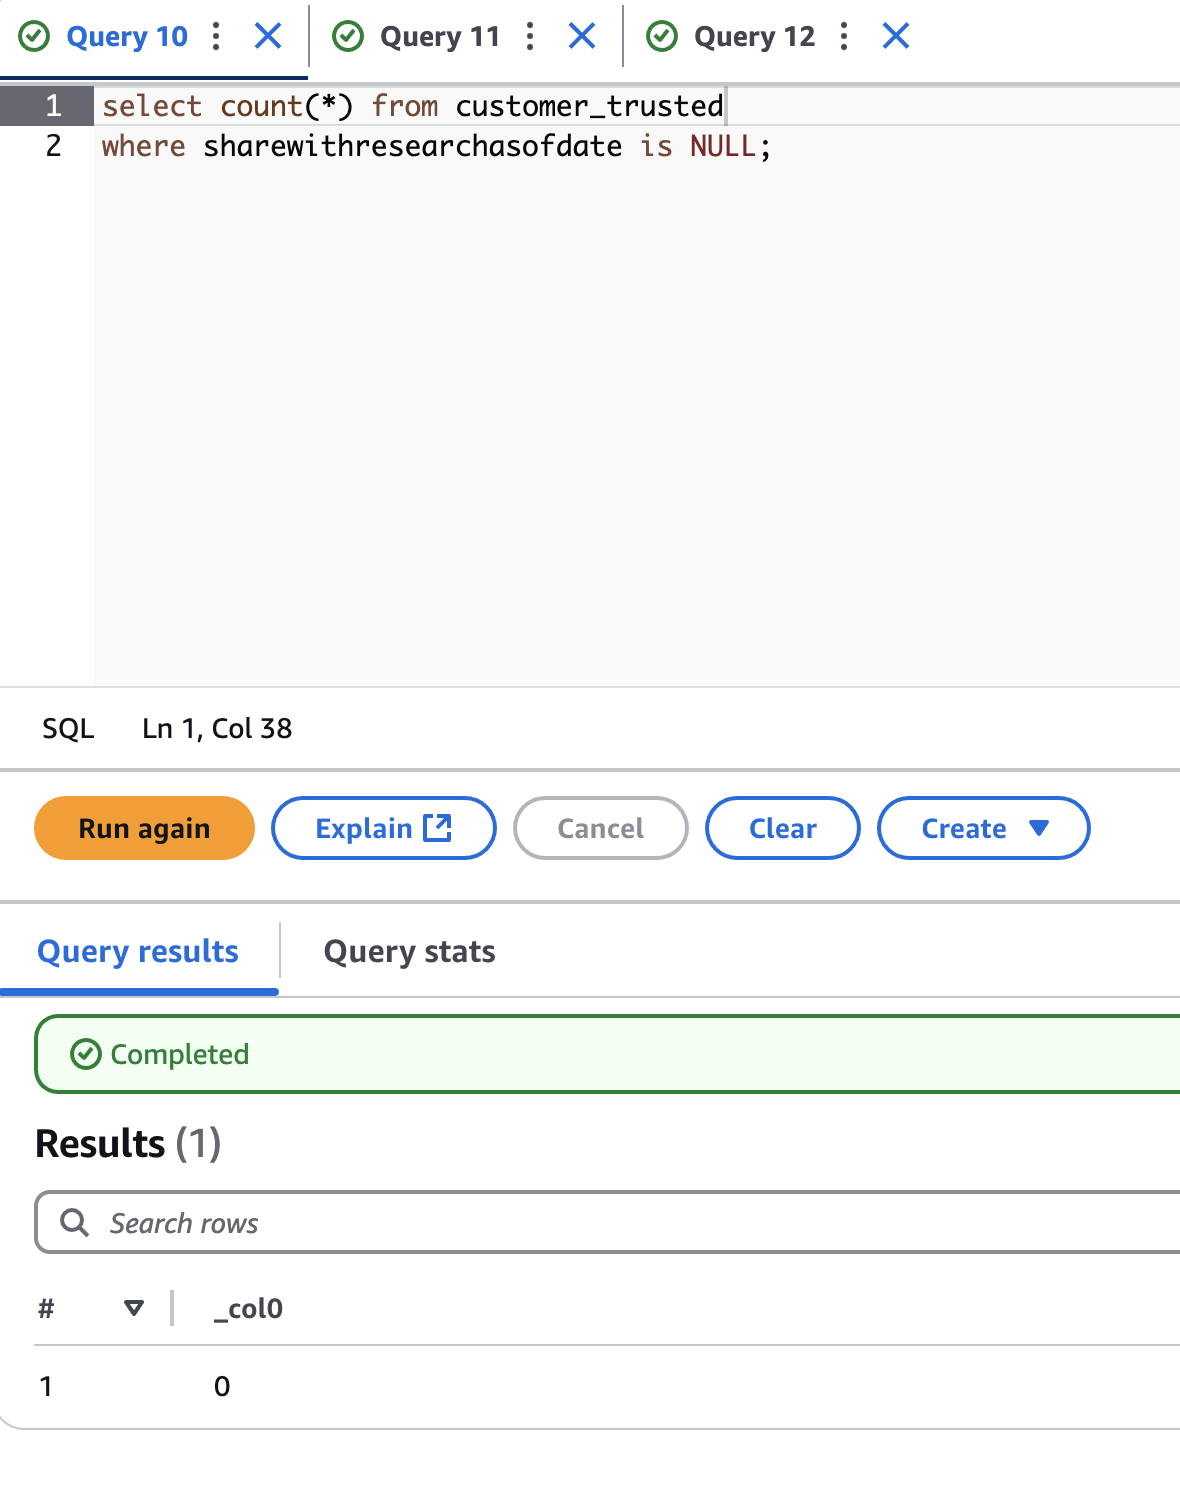 Query 10 Query 11 Query 12
1 select count(*) from customer_trusted
2 where sharewithresearchasofdate is NULL;
SQL Ln 1, Col 38
Run again Explain Cancel Clear Create
Query results Query stats
Completed
Results (1)
Search rows
# _col0
1 0